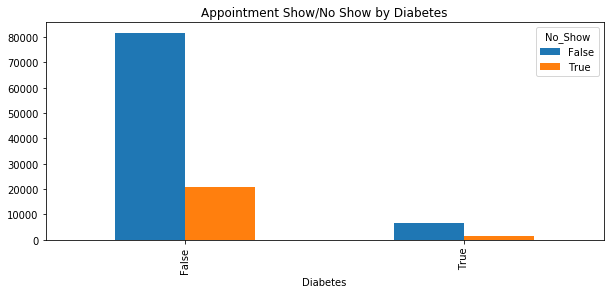 Appointment Show/No Show by Diabetes
No_Show
False
True
80000
70000
60000
50000
40000
30000
20000
10000
0
False
True
Diabetes